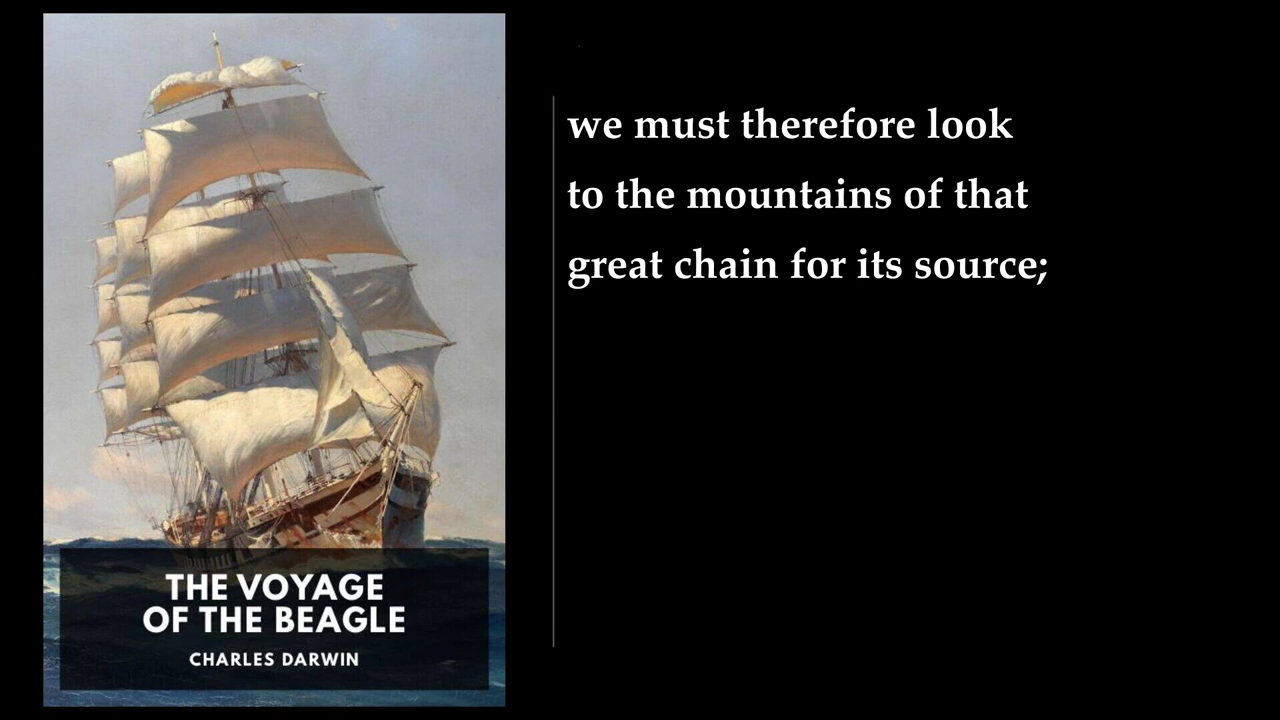 we must therefore look
to the mountains of that
great chain for its source;
THE VOYAGE
OF THE BEAGLE
CHARLES DARWIN